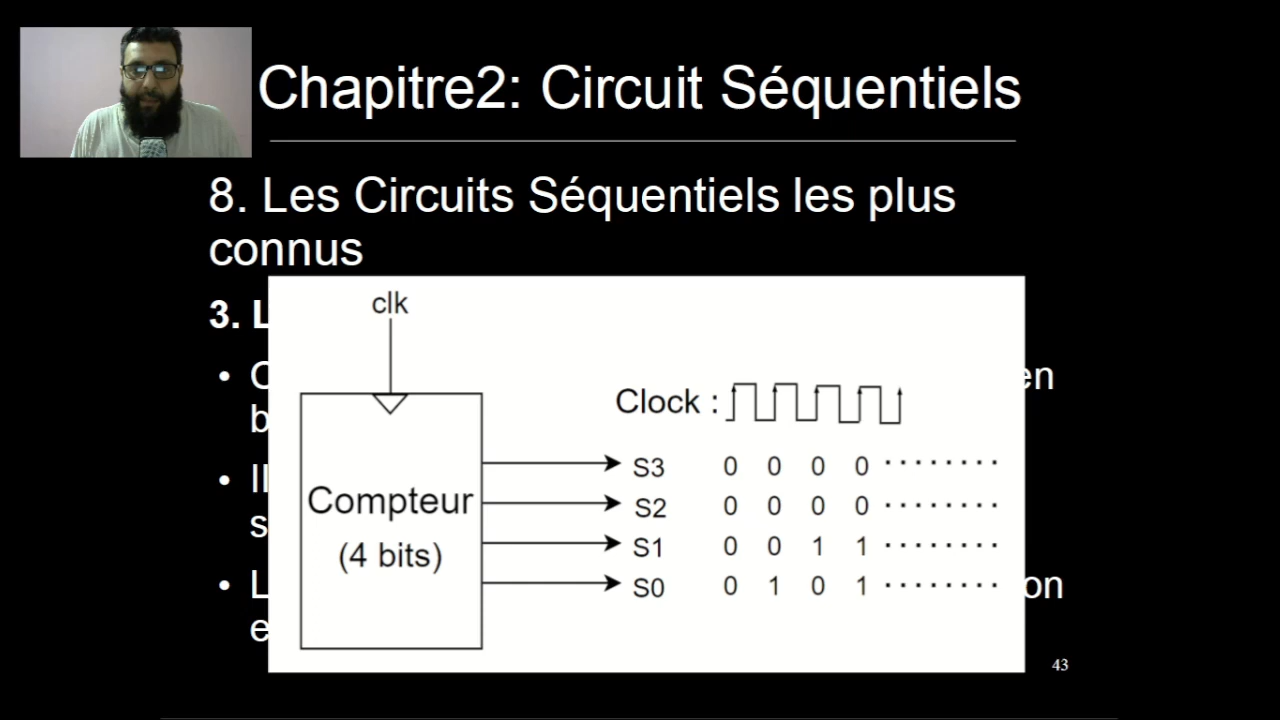 Chapitre2: Circuit Séquentiels
8. Les Circuits Séquentiels les plus
connus
3.
clk
en
Clock :
S3 0 0 0 0 ........
Compteur
S2 0 0 0 0 ........
(4 bits)
S1 0 0 1 1 ........
S0 0 1 0 1 ........
on
43